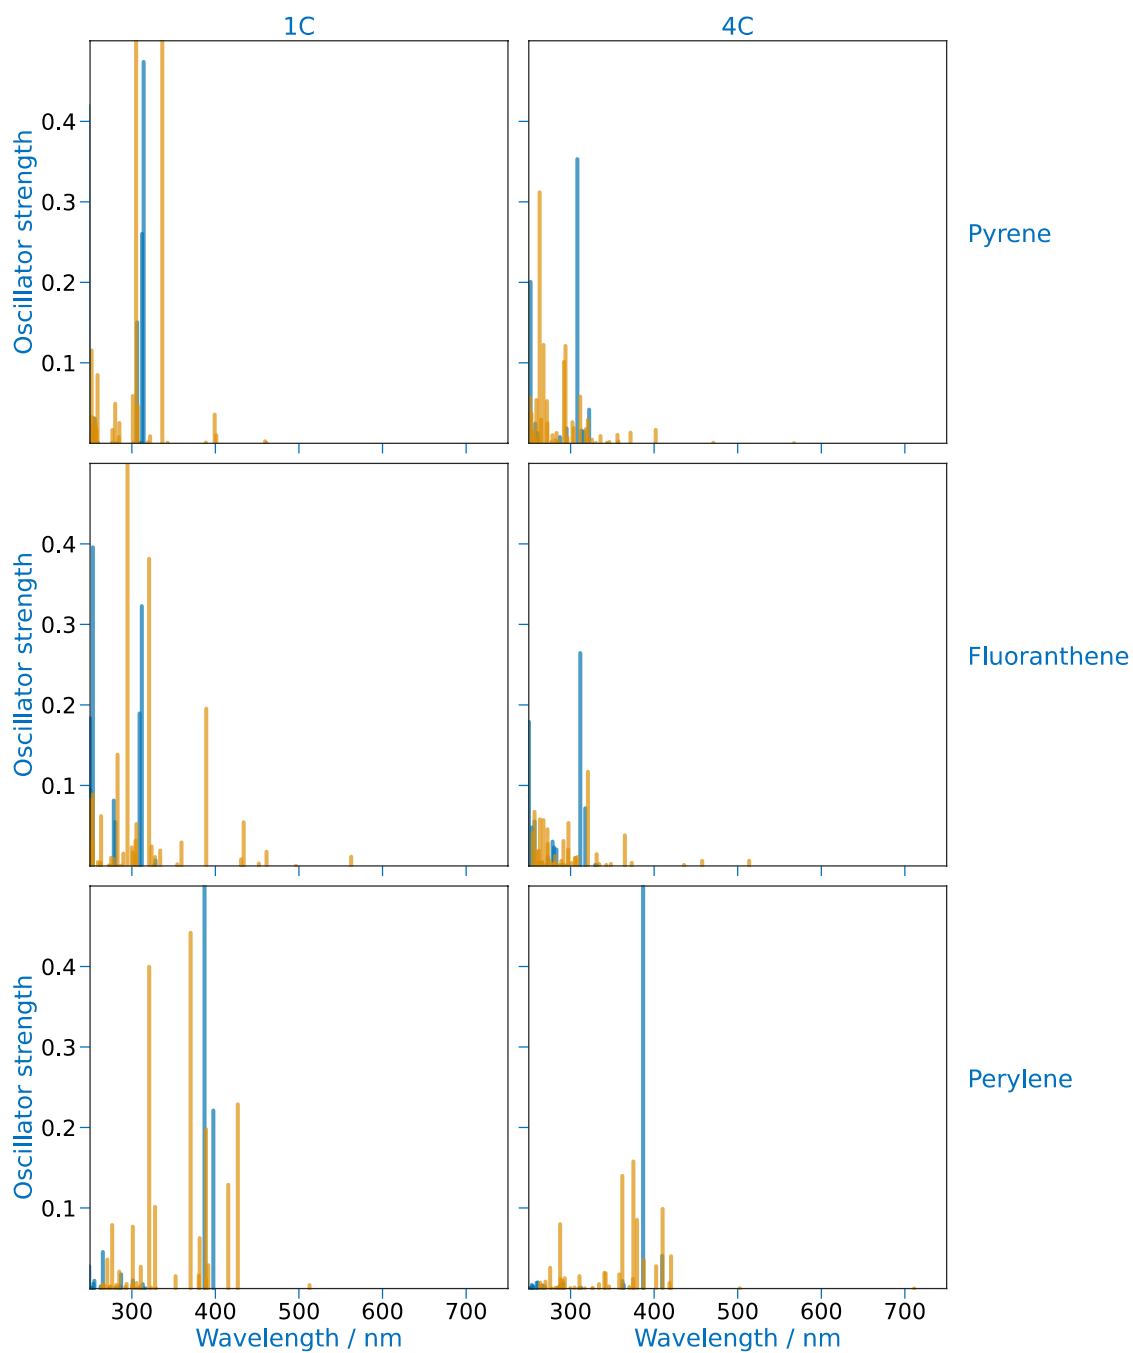 1C 4C
Oscillator strength
0.4
0.3
0.2
0.1
Pyrene
Oscillator strength
0.4
0.3
0.2
0.1
Fluoranthene
Oscillator strength
0.4
0.3
0.2
0.1
Perylene
300 400 500 600 700 300 400 500 600 700
Wavelength / nm Wavelength / nm